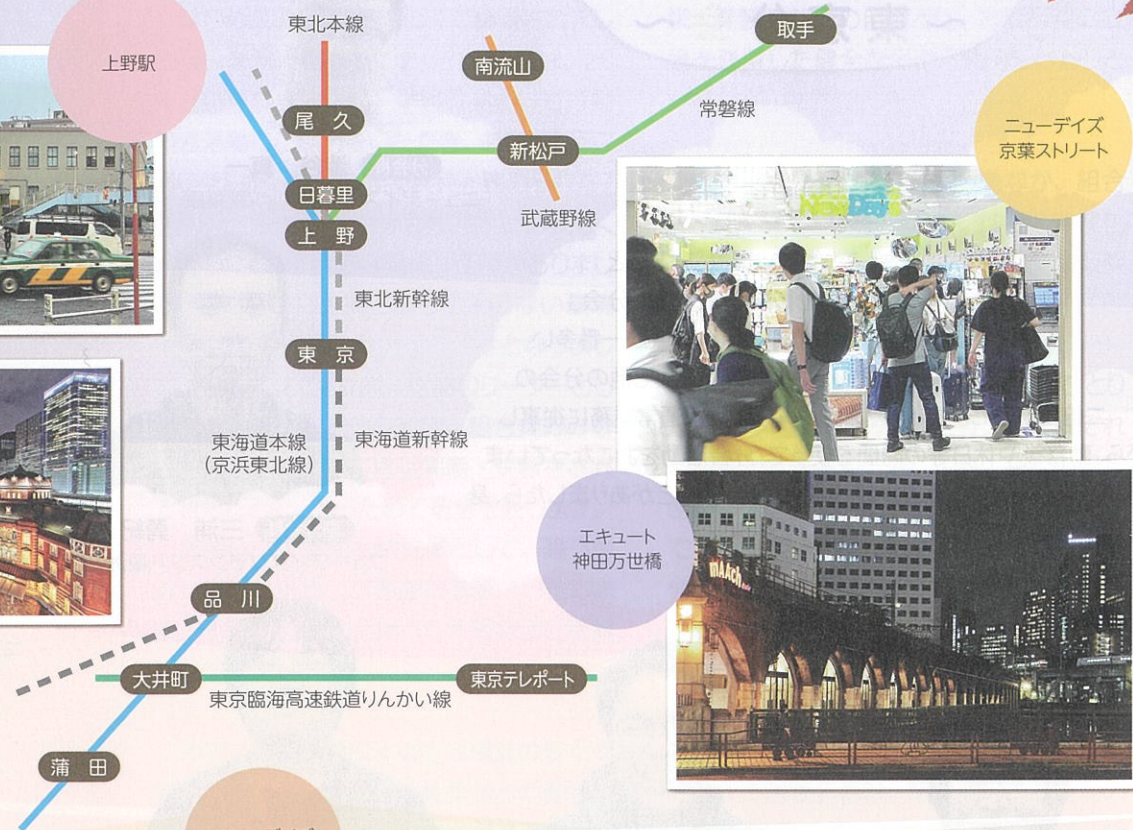 東北本線
取手
上野駅
南流山
常磐線
尾久
新松戸
ニューデイズ
京葉ストリート
日暮里
武蔵野線
上野
NewDays
東北新幹線
東京
東海道本線
(京浜東北線)
東海道新幹線
エキュート
神田万世橋
mAAch
品川
大井町
東京テレポート
東京臨海高速鉄道りんかい線
蒲田